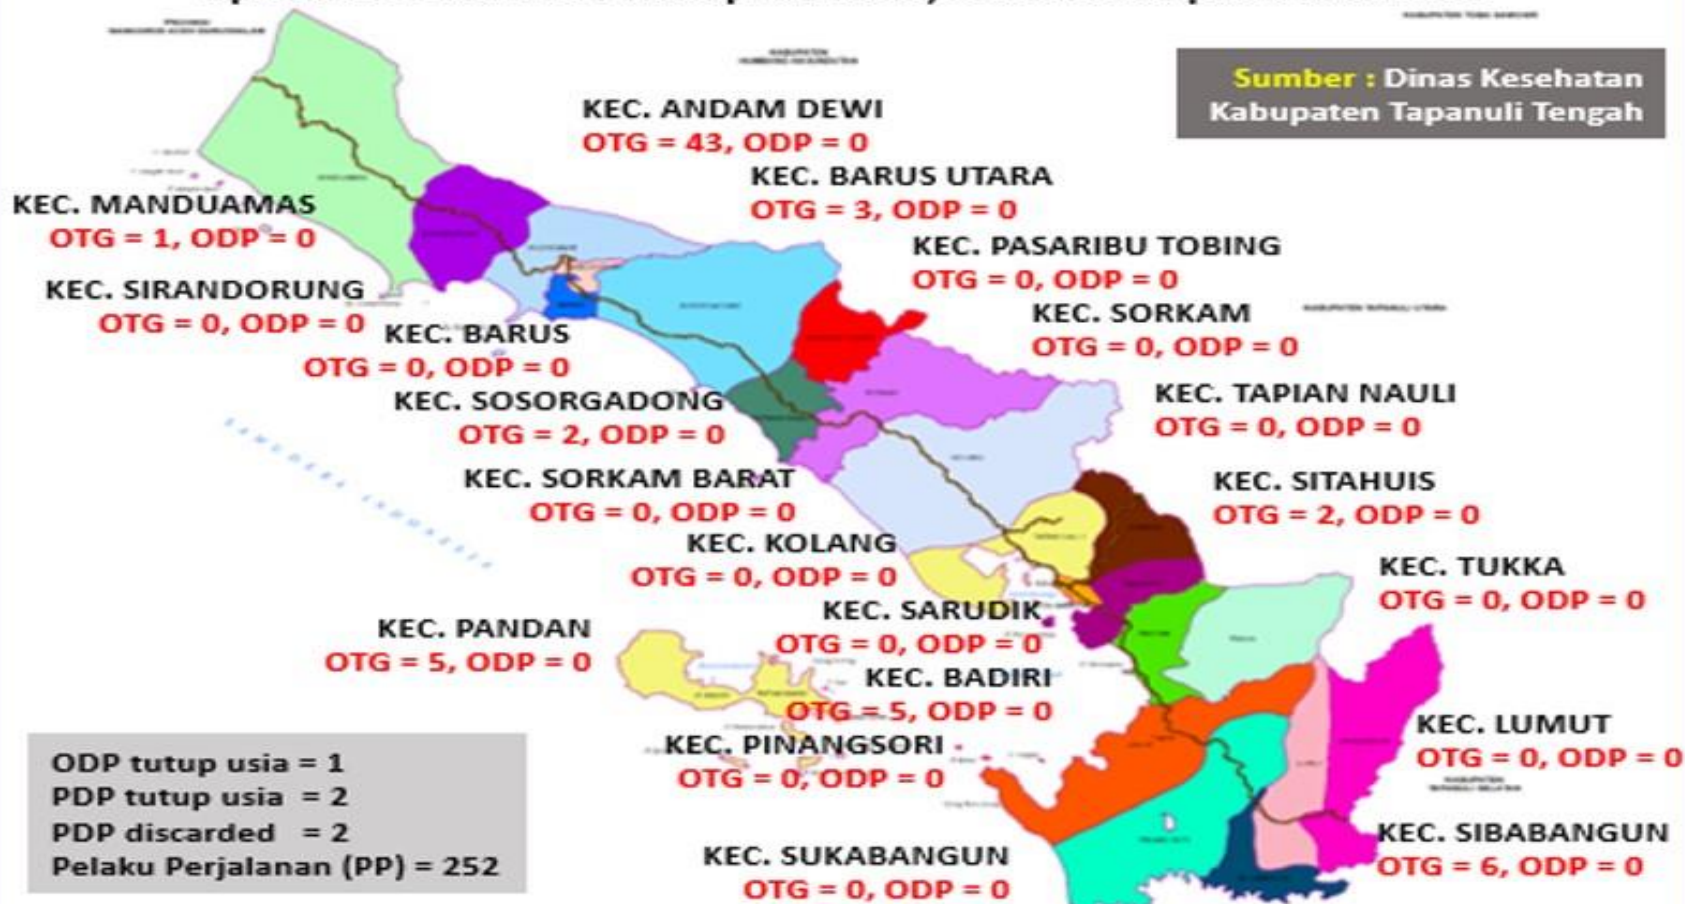 Sumber : Dinas Kesehatan
Kabupaten Tapanuli Tengah
KEC. ANDAM DEWI
OTG = 43, ODP = 0
KEC. BARUS UTARA
OTG = 3, ODP = 0
KEC. MANDUAMAS
OTG = 1, ODP = 0
KEC. PASARIBU TOBING
OTG = 0, ODP = 0
KEC. SIRANDORUNG
OTG = 0, ODP = 0
KEC. SORKAM
OTG = 0, ODP = 0
KEC. BARUS
OTG = 0, ODP = 0
KEC. SOSORGADONG
OTG = 2, ODP = 0
KEC. TAPIAN NAULI
OTG = 0, ODP = 0
KEC. SORKAM BARAT
OTG = 0, ODP = 0
KEC. SITAHUIS
OTG = 2, ODP = 0
KEC. KOLANG
OTG = 0, ODP = 0
KEC. TUKKA
OTG = 0, ODP = 0
KEC. SARUDIK
OTG = 0, ODP = 0
KEC. PANDAN
OTG = 5, ODP = 0
KEC. BADIRI
OTG = 5, ODP = 0
KEC. LUMUT
OTG = 0, ODP = 0
KEC. PINANGSORI
OTG = 0, ODP = 0
KEC. SIBABANGUN
OTG = 6, ODP = 0
KEC. SUKABANGUN
OTG = 0, ODP = 0
ODP tutup usia = 1
PDP tutup usia = 2
PDP discarded = 2
Pelaku Perjalanan (PP) = 252